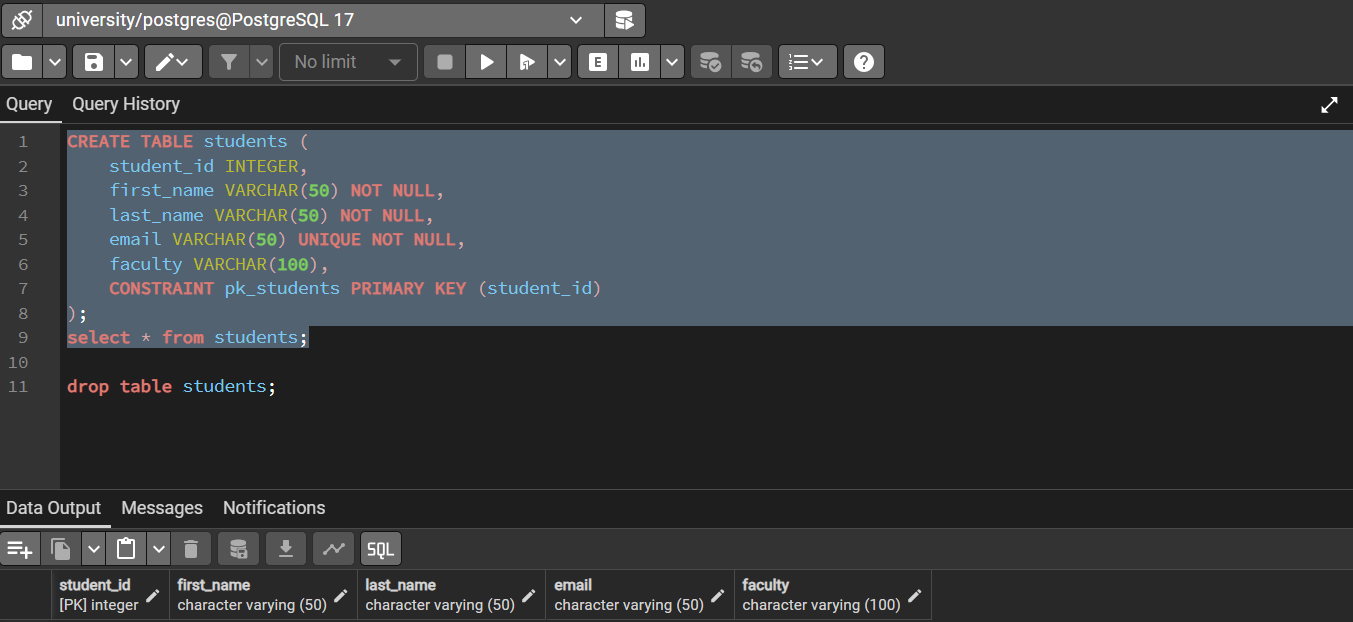 university/postgres@PostgreSQL 17
No limit
E
Query Query History
1 CREATE TABLE students (
2 student_id INTEGER,
3 first_name VARCHAR(50) NOT NULL,
4 last_name VARCHAR(50) NOT NULL,
5 email VARCHAR(50) UNIQUE NOT NULL,
6 faculty VARCHAR(100),
7 CONSTRAINT pk_students PRIMARY KEY (student_id)
8 );
9 select * from students;
10
11 drop table students;
Data Output Messages Notifications
SQL
student_id first_name last_name email faculty
[PK] integer character varying (50) character varying (50) character varying (50) character varying (100)